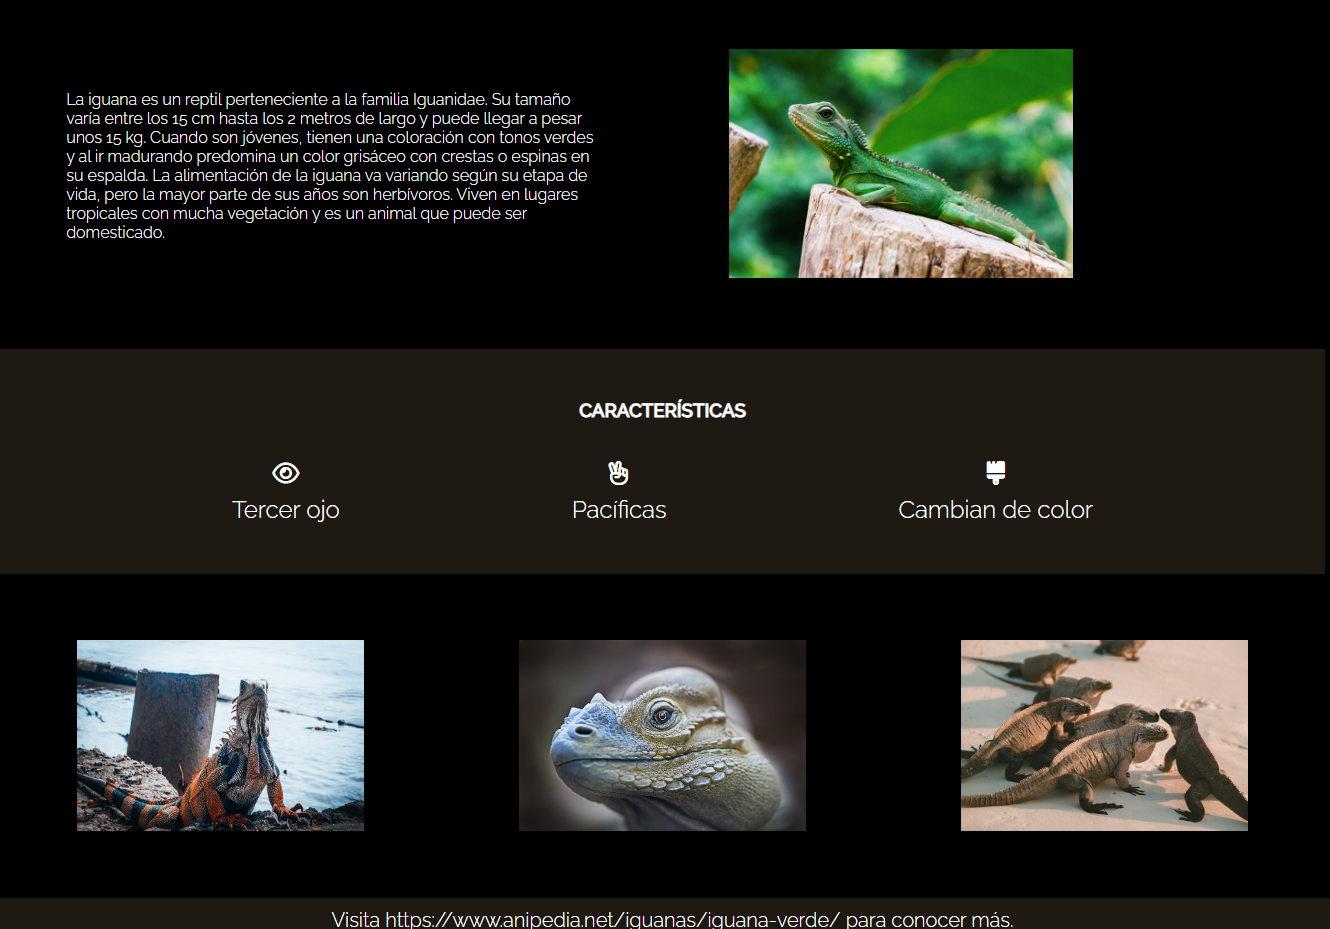 La iguana es un reptil perteneciente a la familia Iguanidae. Su tamaño
varía entre los 15 cm hasta los 2 metros de largo y puede llegar a pesar
unos 15 kg. Cuando son jóvenes, tienen una coloración con tonos verdes
y al ir madurando predomina un color grisáceo con crestas o espinas en
su espalda. La alimentación de la iguana va variando según su etapa de
vida, pero la mayor parte de sus años son herbívoros. Viven en lugares
tropicales con mucha vegetación y es un animal que puede ser
domesticado.
CARACTERÍSTICAS
Tercer ojo
Pacíficas
Cambian de color
Visita https://www.anipedia.net/iguanas/iguana-verde/ para conocer más.